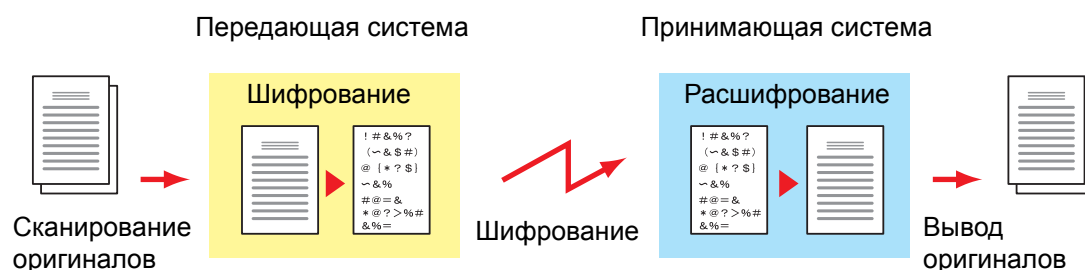 Передающая система
Принимающая система
Шифрование
Расшифрование
!#&%?
(∽&$#)
@ {*?$}
∽&%
#@=&
*@?>%#
&%=
!#&%?
(∽&$#)
@ {*?$}
∽&%
#@=&
*@?>%#
&%=
Сканирование
оригиналов
Шифрование
Вывод
оригиналов